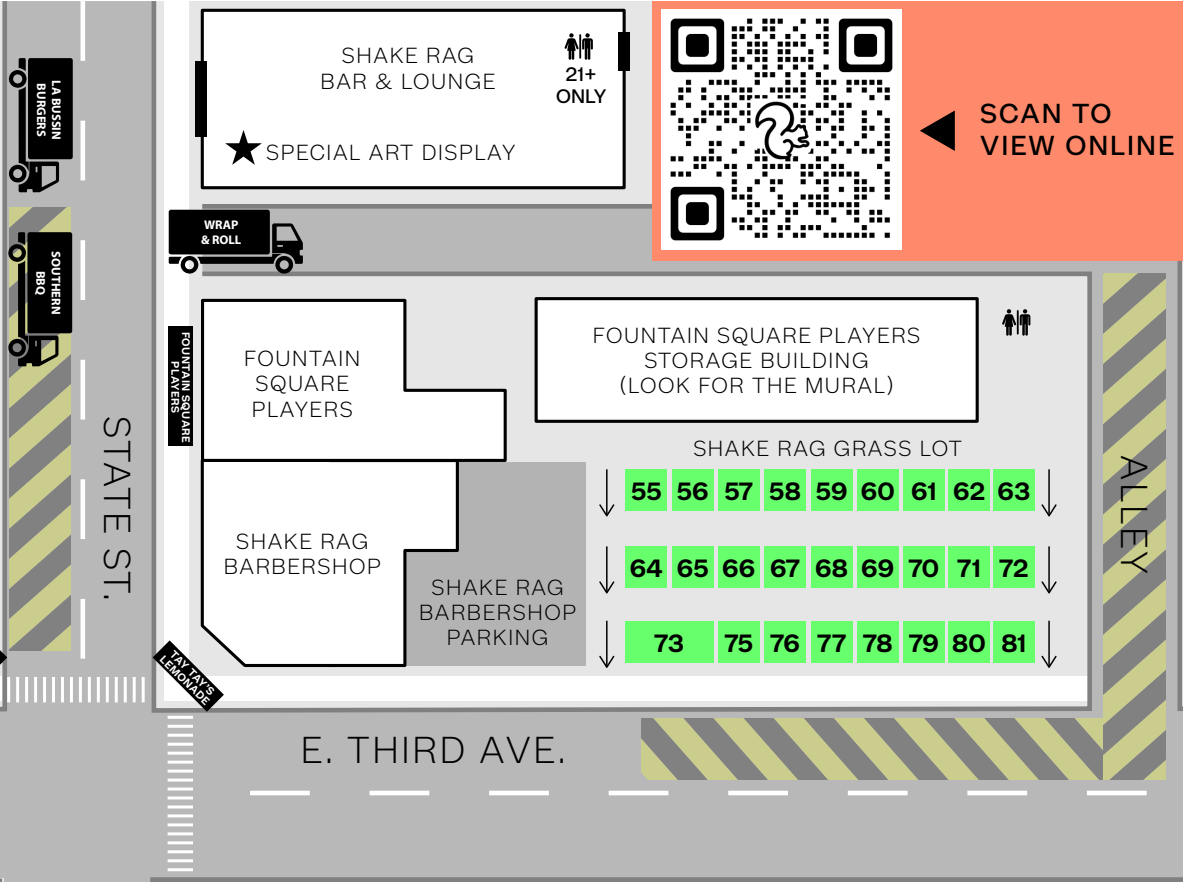 SHAKE RAG
BAR & LOUNGE
21+
ONLY
SPECIAL ART DISPLAY
SCAN TO
VIEW ONLINE
LA BUSSIN
BURGERS
WRAP
& ROLL
SOUTHERN
BBQ
FOUNTAIN SQUARE
PLAYERS
FOUNTAIN
SQUARE
PLAYERS
FOUNTAIN SQUARE PLAYERS
STORAGE BUILDING
(LOOK FOR THE MURAL)
STATE ST.
SHAKE RAG GRASS LOT
55 56 57 58 59 60 61 62 63
64 65 66 67 68 69 70 71 72
73 75 76 77 78 79 80 81
ALLEY
SHAKE RAG
BARBERSHOP
SHAKE RAG
BARBERSHOP
PARKING
TAY TAY'S
LEMONADE
E. THIRD AVE.